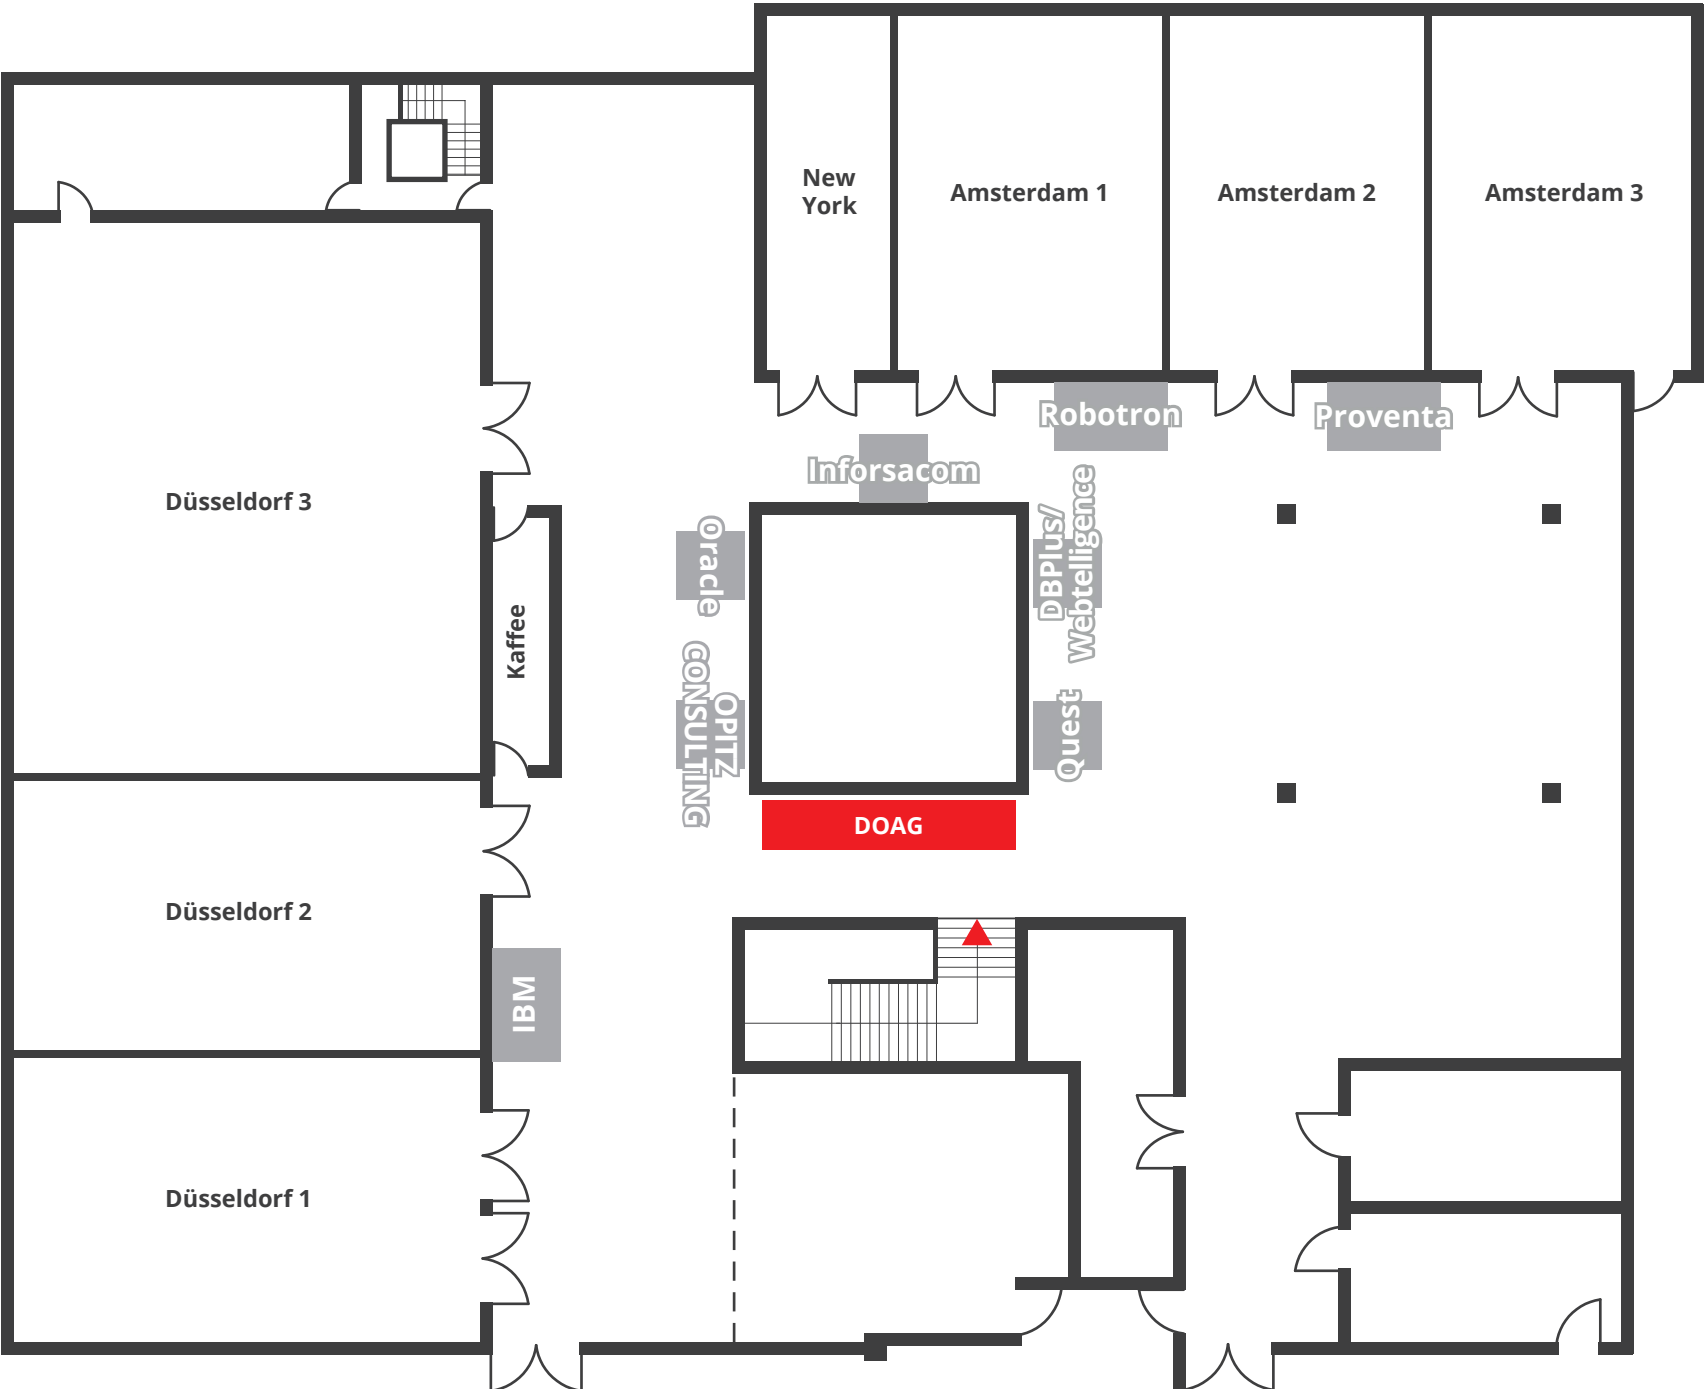 New
York
Amsterdam 1
Amsterdam 2
Amsterdam 3
Robotron
Proventa
Inforsacom
Düsseldorf 3
Oracle
DBPlus/
Webtelligence
Kaffee
OPITZ
CONSULTING
Quest
DOAG
Düsseldorf 2
IBM
Düsseldorf 1